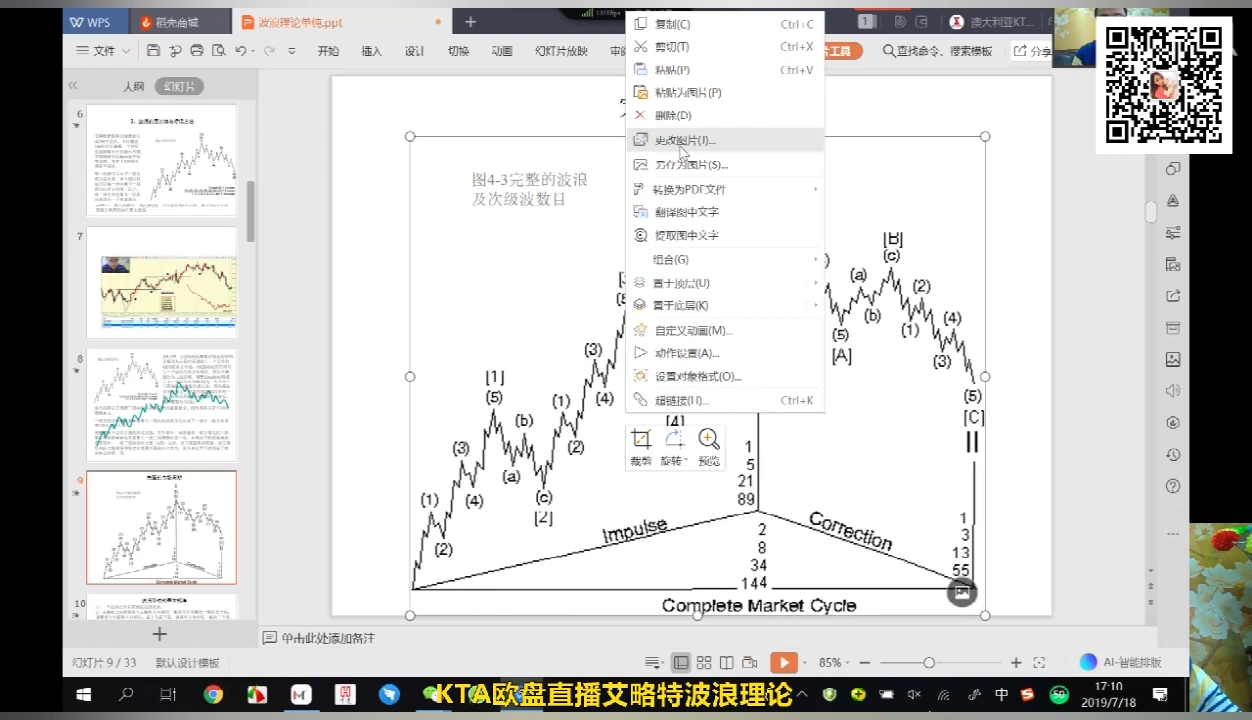 WPS
稻壳商城
波浪理论单纯.ppt
1
澳大利亚KT...
文件
开始
插入
设计
切换
动画
幻灯片放映
工具
查找命令、搜索模板
分享
大纲
幻灯片
6
7
8
9
10
图4-3完整的波浪
及次级波数目
复制(C) Ctrl+C
剪切(T) Ctrl+X
粘贴(P) Ctrl+V
粘贴为图片(P)
删除(D)
更改图片(I)...
另存为图片(S)...
转换为PDF文件
翻译图中文字
提取图中文字
组合(G)
置于顶层(U)
置于底层(K)
自定义动画(M)...
动作设置(A)...
设置对象格式(O)...
超链接(H)... Ctrl+K
裁剪
旋转
预览
[B]
(c)
(a)
(b)
(2)
(1)
(4)
(3)
(5)
[A]
(5)
[C]
[1]
(5)
(3)
(4)
(1)
(2)
(b)
(a)
(c)
[2]
(1)
(2)
(3)
(4)
[4]
1
5
21
89
Impulse
Correction
2
8
34
144
1
3
13
55
Complete Market Cycle
单击此处添加备注
幻灯片 9 / 33
默认设计模板
85%
AI-智能排版
KTA欧盘直播艾略特波浪理论
中
17:10
2019/7/18